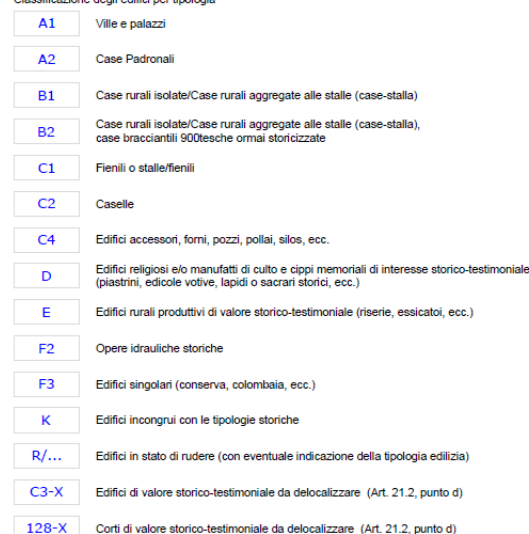 Classificazione degli edifici per tipologia
A1 Ville e palazzi
A2 Case Padronali
B1 Case rurali isolate/Case rurali aggregate alle stalle (case-stalla)
B2 Case rurali isolate/Case rurali aggregate alle stalle (case-stalla),
case bracciantili 900tesche ormai storicizzate
C1 Fienili o stalle/fienili
C2 Caselle
C4 Edifici accessori, forni, pozzi, pollai, silos, ecc.
D Edifici religiosi e/o manufatti di culto e cippi memoriali di interesse storico-testimoniale
(piastrini, edicole votive, lapidi o sacrari storici, ecc.)
E Edifici rurali produttivi di valore storico-testimoniale (riserie, essicatoi, ecc.)
F2 Opere idrauliche storiche
F3 Edifici singolari (conserva, colombaia, ecc.)
K Edifici incongrui con le tipologie storiche
R/... Edifici in stato di rudere (con eventuale indicazione della tipologia edilizia)
C3-X Edifici di valore storico-testimoniale da delocalizzare (Art. 21.2, punto d)
128-X Corti di valore storico-testimoniale da delocalizzare (Art. 21.2, punto d)